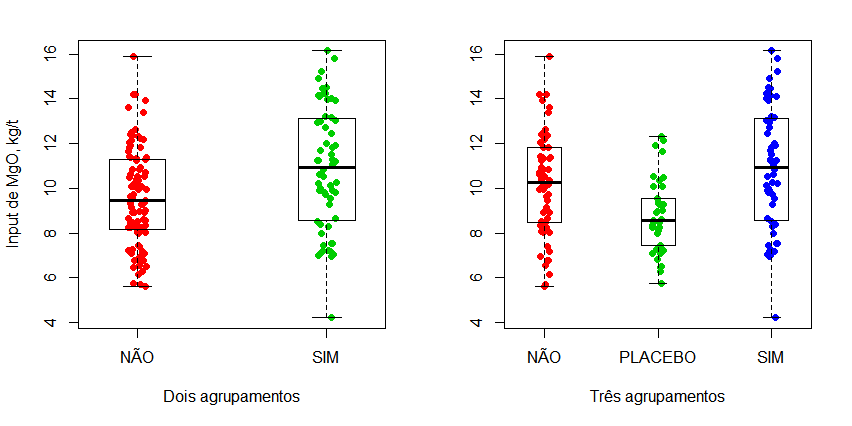 Input de MgO, kg/t
16
14
12
10
8
6
4
NÃO SIM
Dois agrupamentos
16
14
12
10
8
6
4
NÃO PLACEBO SIM
Três agrupamentos